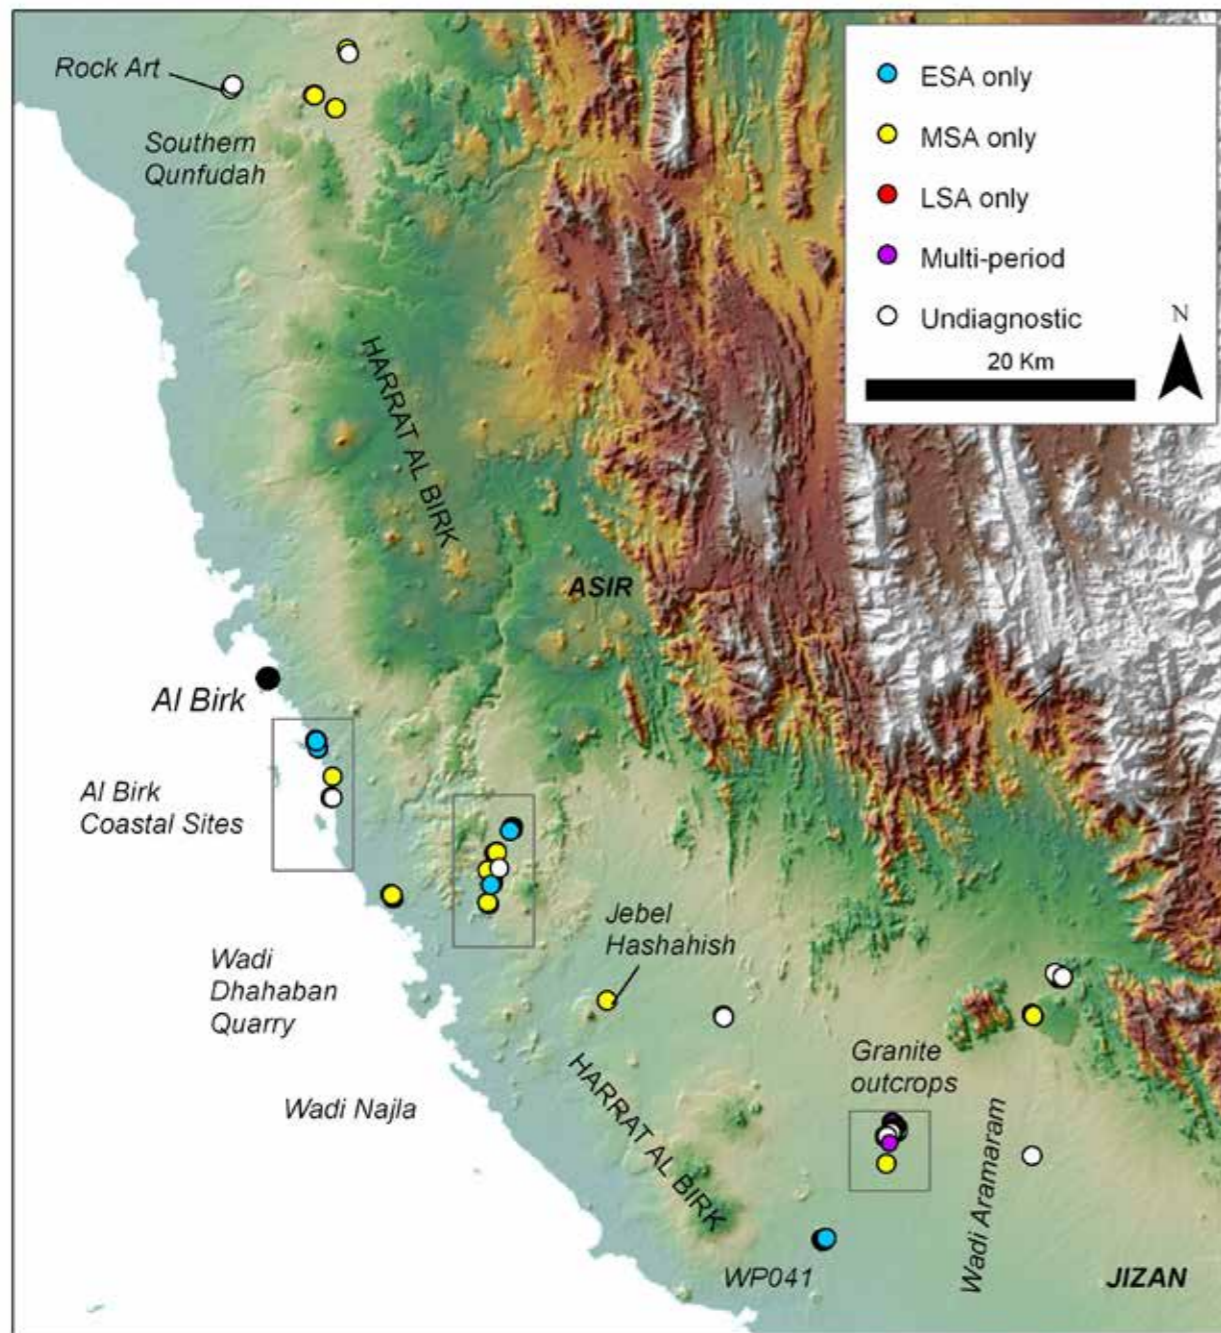 Rock Art
Southern
Qunfudah
ESA only
MSA only
LSA only
Multi-period
Undiagnostic
N
20 Km
HARRAT AL BIRK
ASIR
Al Birk
Al Birk
Coastal Sites
Jebel
Hashahish
Wadi
Dhahaban
Quarry
Granite
outcrops
Wadi Najla
HARRAT AL BIRK
Wadi Aramaram
WP041
JIZAN